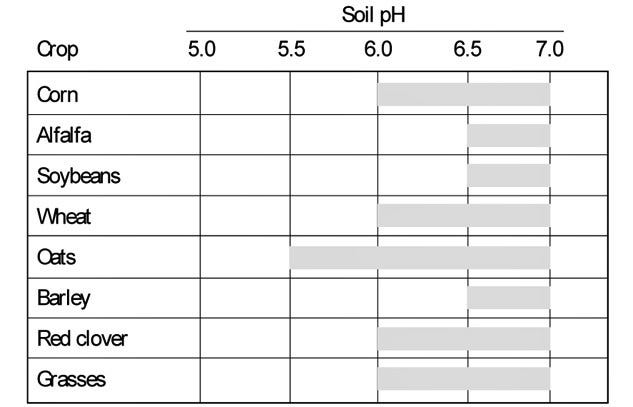 Soil pH
Crop 5.0 5.5 6.0 6.5 7.0
Corn
Alfalfa
Soybeans
Wheat
Oats
Barley
Red clover
Grasses